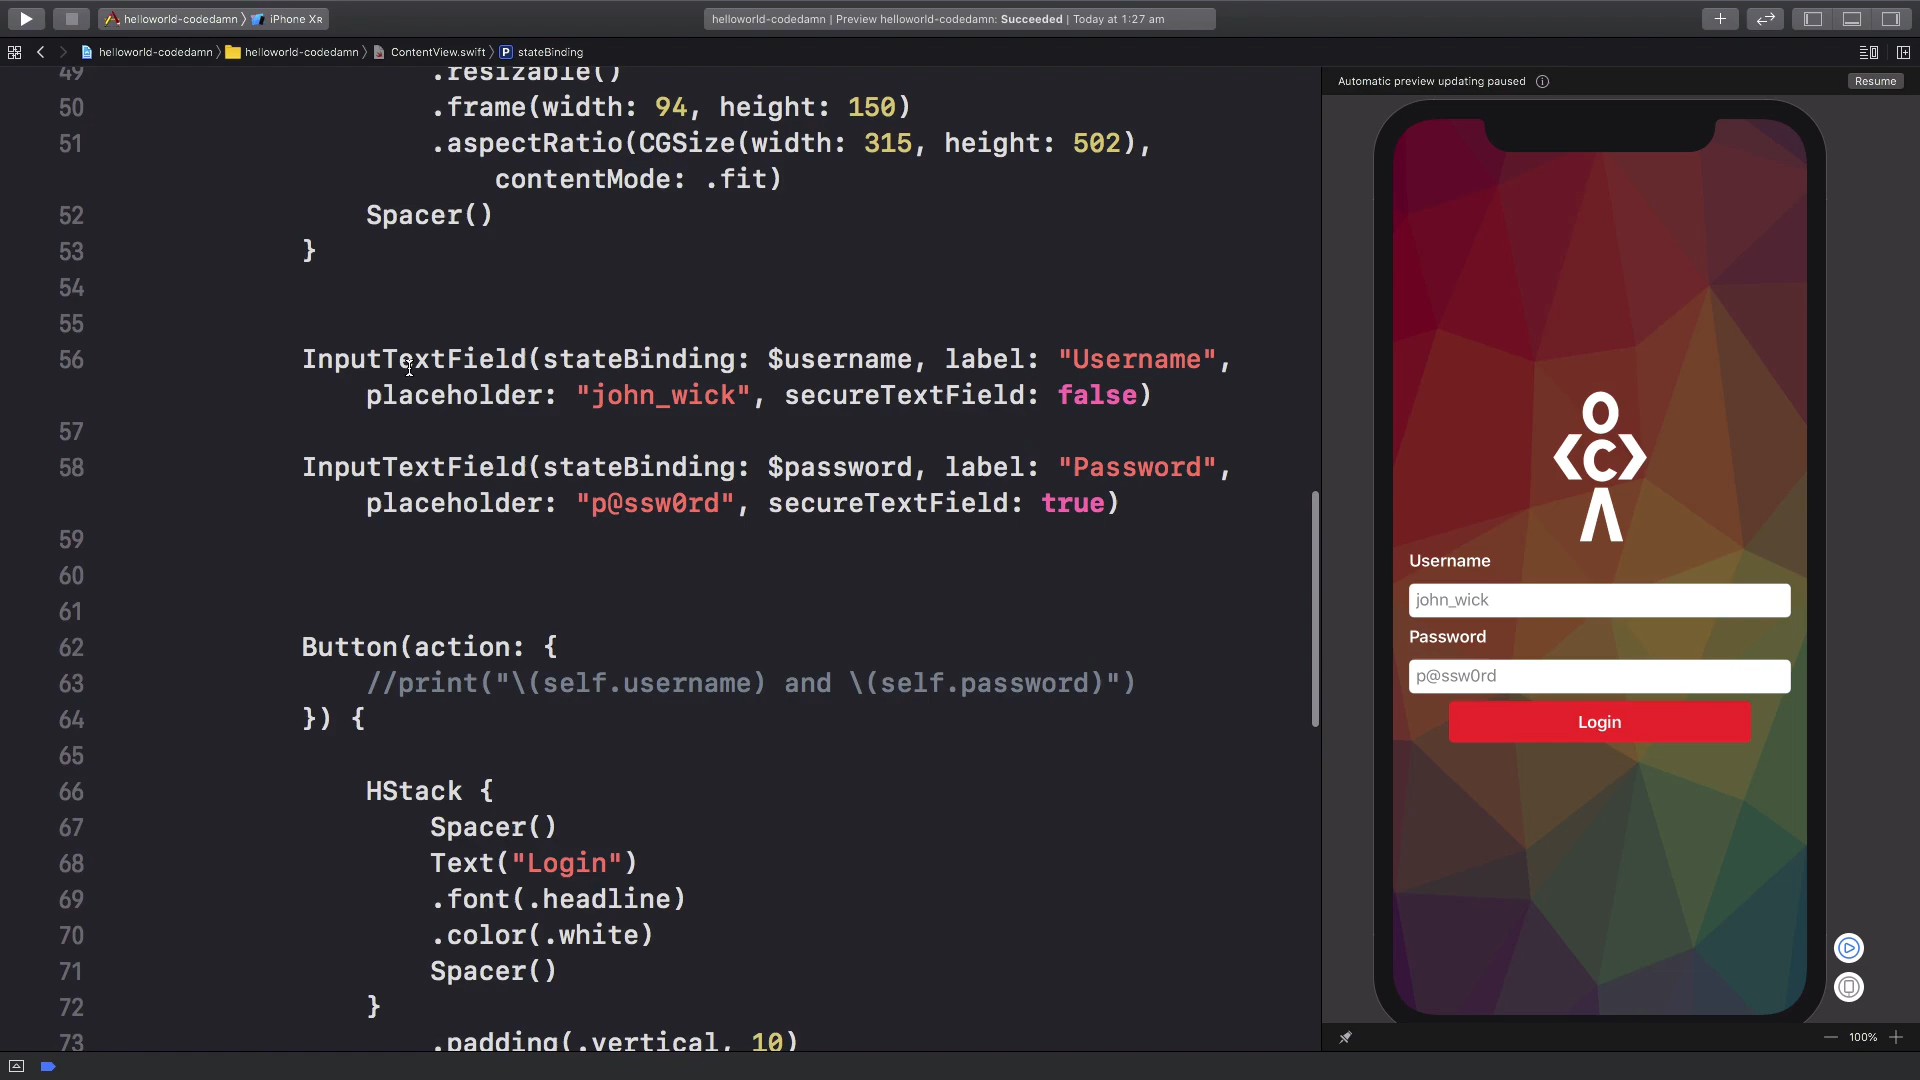 helloworld-codedamn
iPhone XR
helloworld-codedamn | Preview helloworld-codedamn: Succeeded | Today at 1:27 am
helloworld-codedamn
helloworld-codedamn
ContentView.swift
P stateBinding
49 .resizable()
50 .frame(width: 94, height: 150)
51 .aspectRatio(CGSize(width: 315, height: 502),
contentMode: .fit)
52 Spacer()
53 }
54
55
56 InputTextField(stateBinding: $username, label: "Username",
placeholder: "john_wick", secureTextField: false)
57
58 InputTextField(stateBinding: $password, label: "Password",
placeholder: "p@ssw0rd", secureTextField: true)
59
60
61
62 Button(action: {
63 //print("\(self.username) and \(self.password)")
64 }) {
65
66 HStack {
67 Spacer()
68 Text("Login")
69 .font(.headline)
70 .color(.white)
71 Spacer()
72 }
73 .padding(.vertical, 10)
Automatic preview updating paused
Resume
Username
john_wick
Password
p@ssw0rd
Login
100%